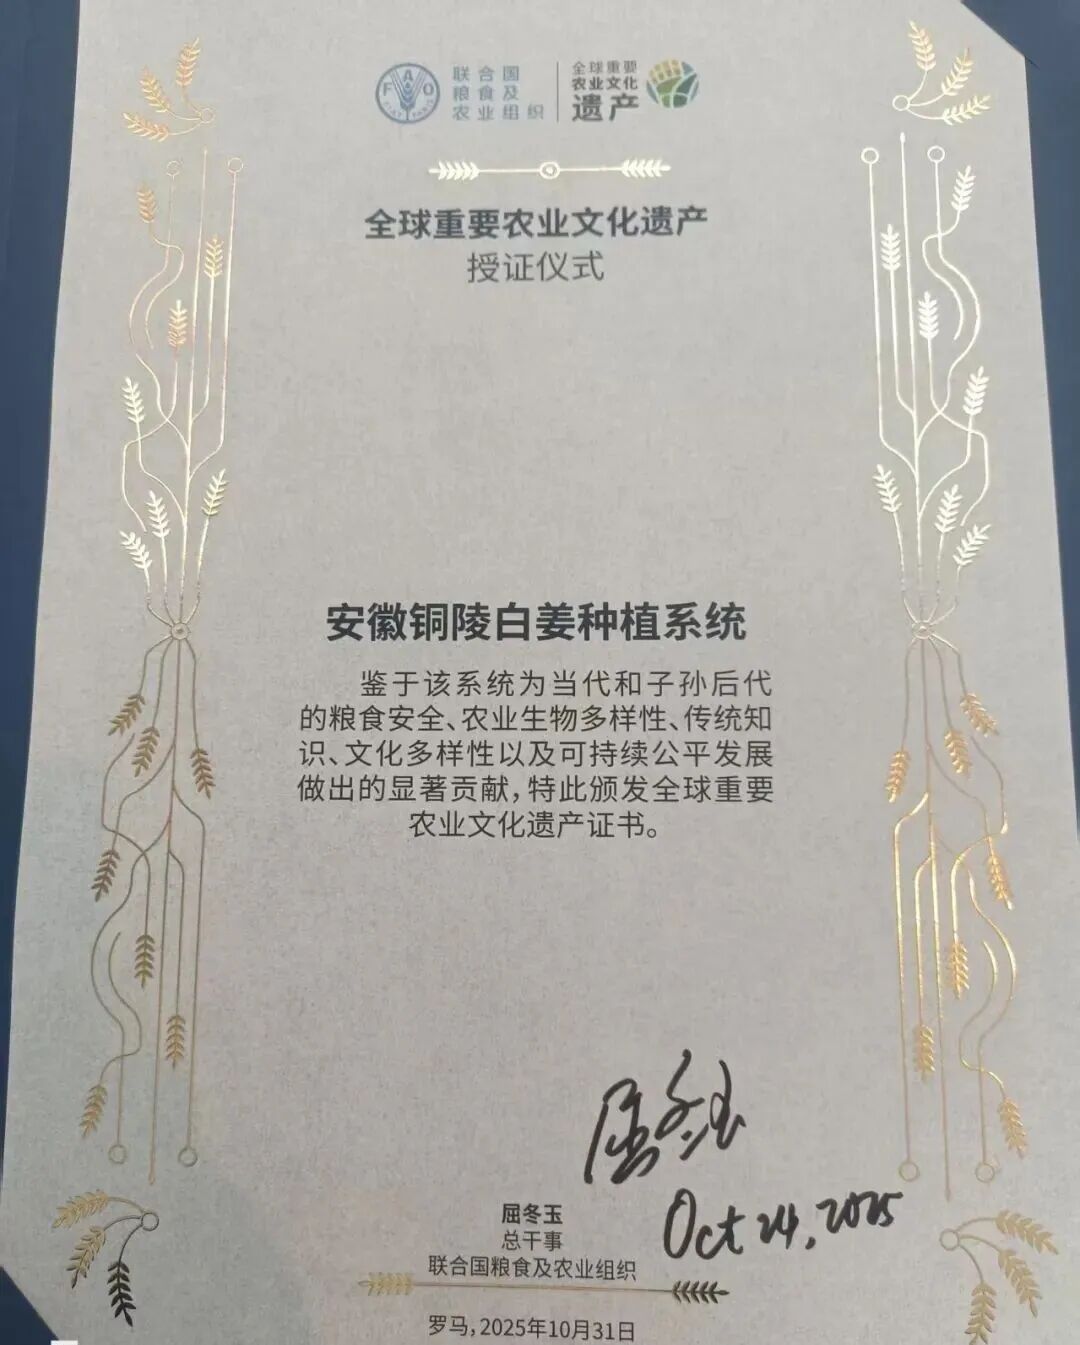 FAO
FIAT PANIS
联合国
粮食及
农业组织
全球重要
农业文化
遗产
全球重要农业文化遗产
授证仪式
安徽铜陵白姜种植系统
鉴于该系统为当代和子孙后代
的粮食安全、农业生物多样性、传统知
识、文化多样性以及可持续公平发展
做出的显著贡献，特此颁发全球重要
农业文化遗产证书。
屈冬玉
Oct 24, 2025
屈冬玉
总干事
联合国粮食及农业组织
罗马，2025年10月31日